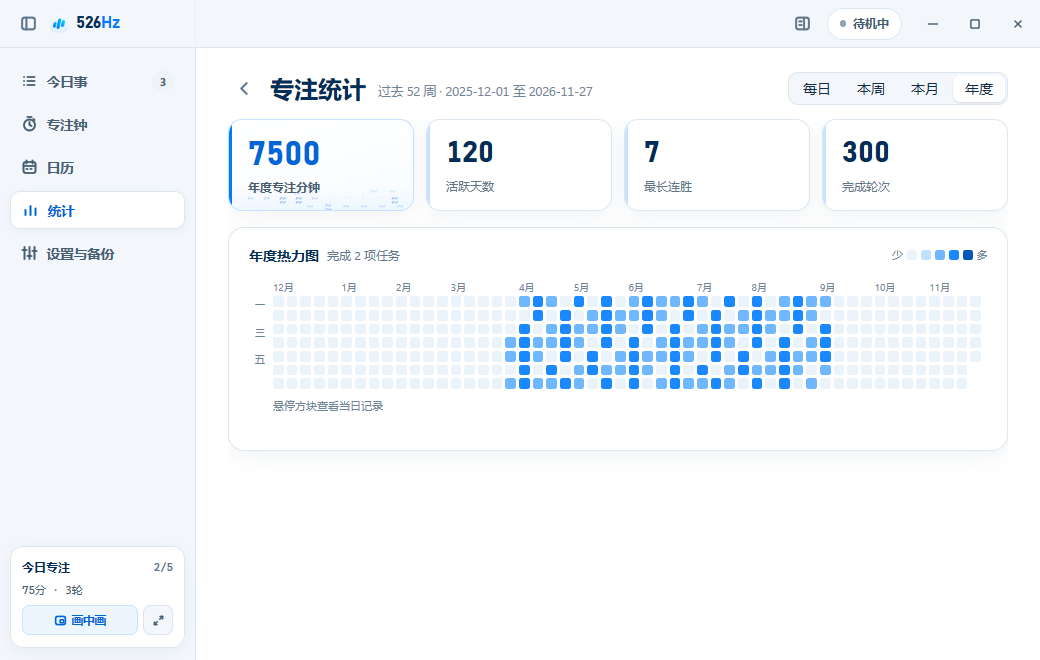 526Hz
待机中
今日事 3
专注钟
日历
统计
设置与备份
今日专注 2/5
75分 · 3轮
画中画
专注统计 过去 52 周 · 2025-12-01 至 2026-11-27
每日 本周 本月 年度
7500
年度专注分钟
120
活跃天数
7
最长连胜
300
完成轮次
年度热力图 完成 2 项任务
少 多
12月 1月 2月 3月 4月 5月 6月 7月 8月 9月 10月 11月
一
三
五
悬停方块查看当日记录